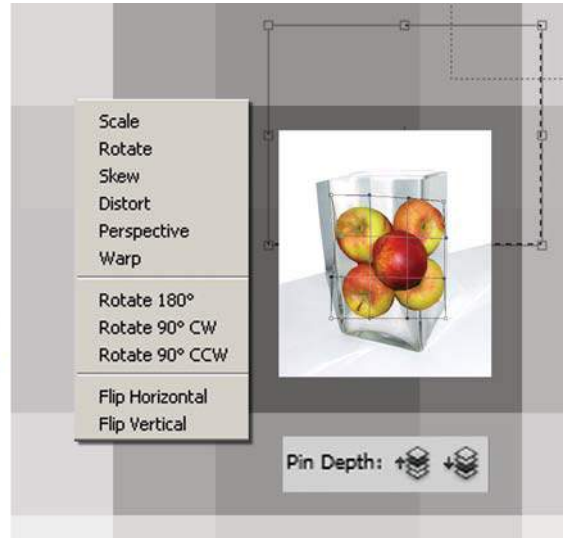 Scale
Rotate
Skew
Distort
Perspective
Warp
Rotate 180°
Rotate 90° CW
Rotate 90° CCW
Flip Horizontal
Flip Vertical
Pin Depth: